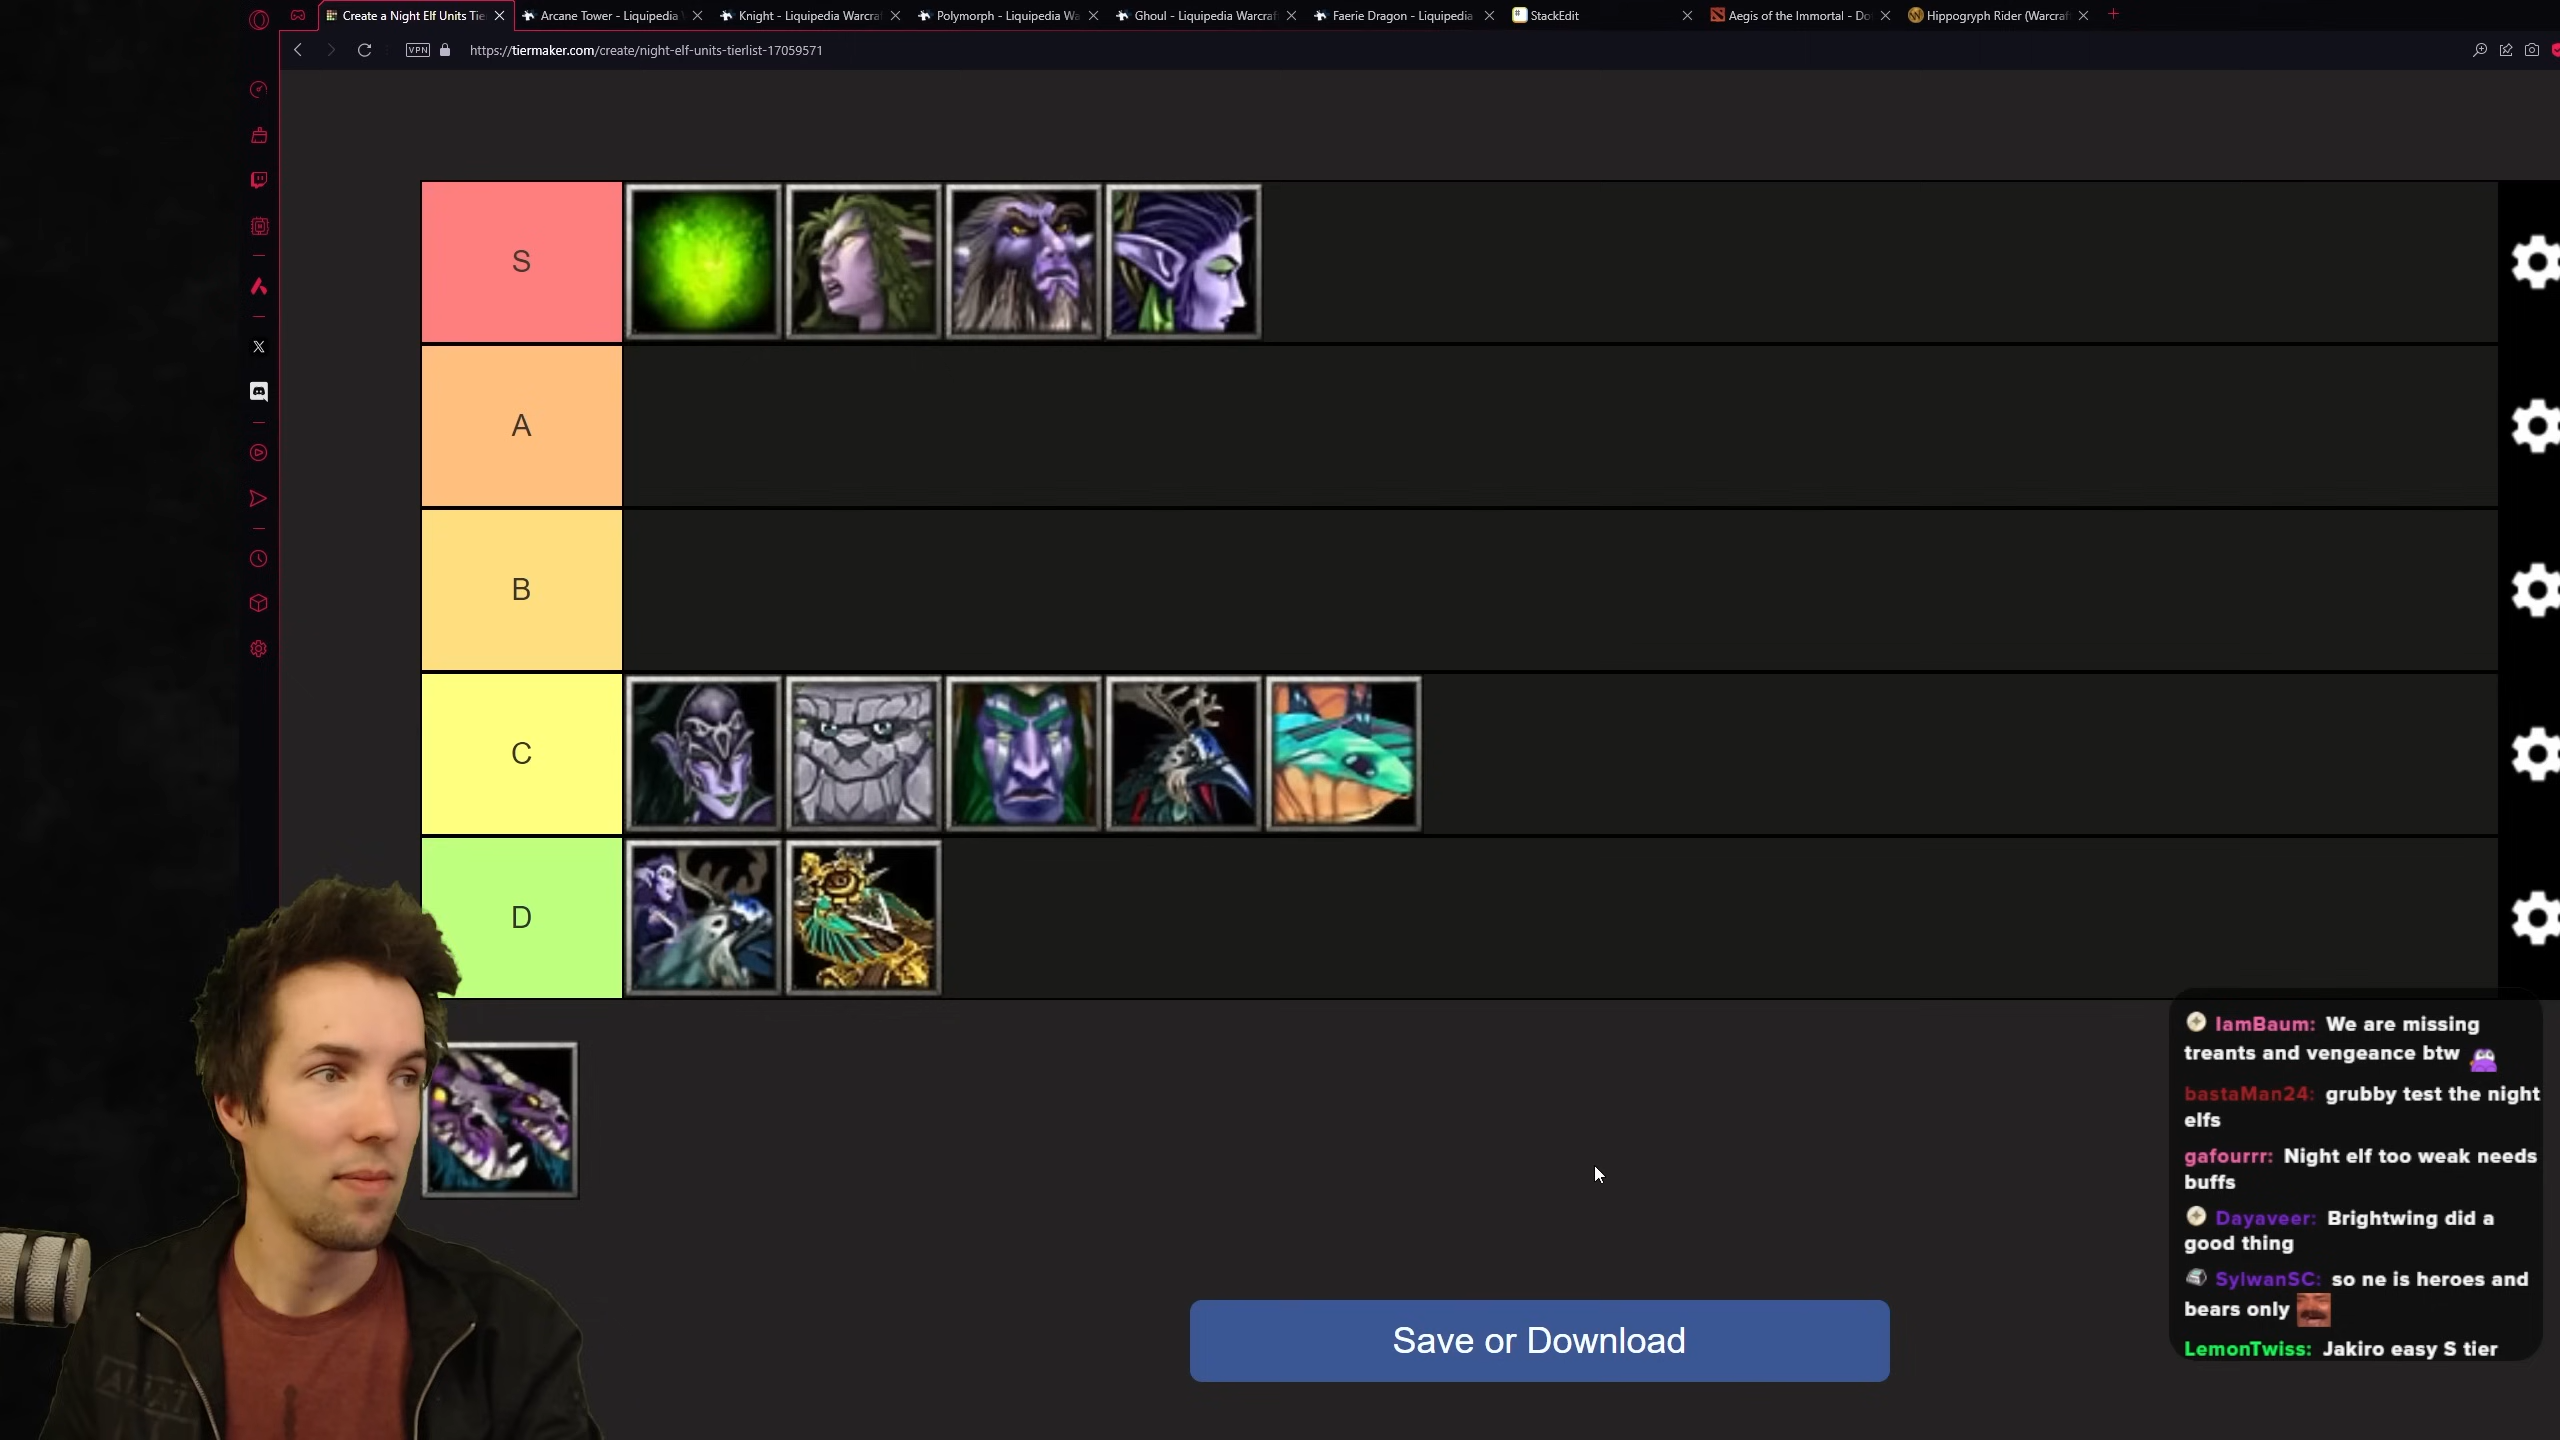 Create a Night Elf Units Tie
Arcane Tower - Liquipedia
Knight - Liquipedia Warcra
Polymorph - Liquipedia Wa
Ghoul - Liquipedia Warcraf
Faerie Dragon - Liquipedia
StackEdit
Aegis of the Immortal - Do
Hippogryph Rider (Warcraf
VPN
https://tiermaker.com/create/night-elf-units-tierlist-17059571
S
A
B
C
D
IamBaum: We are missing
treants and vengeance btw
bastaMan24: grubby test the night
elfs
gafourrr: Night elf too weak needs
buffs
Dayaveer: Brightwing did a
good thing
SylwanSC: so ne is heroes and
bears only
LemonTwiss: Jakiro easy S tier
Save or Download